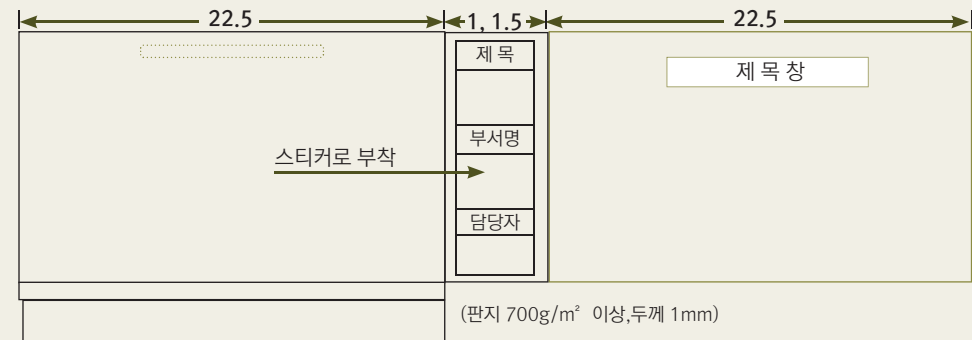 22.5 1, 1.5 22.5
제 목
제 목 창
부서명
스티커로 부착
담당자
(판지 700g/m² 이상,두께 1mm)